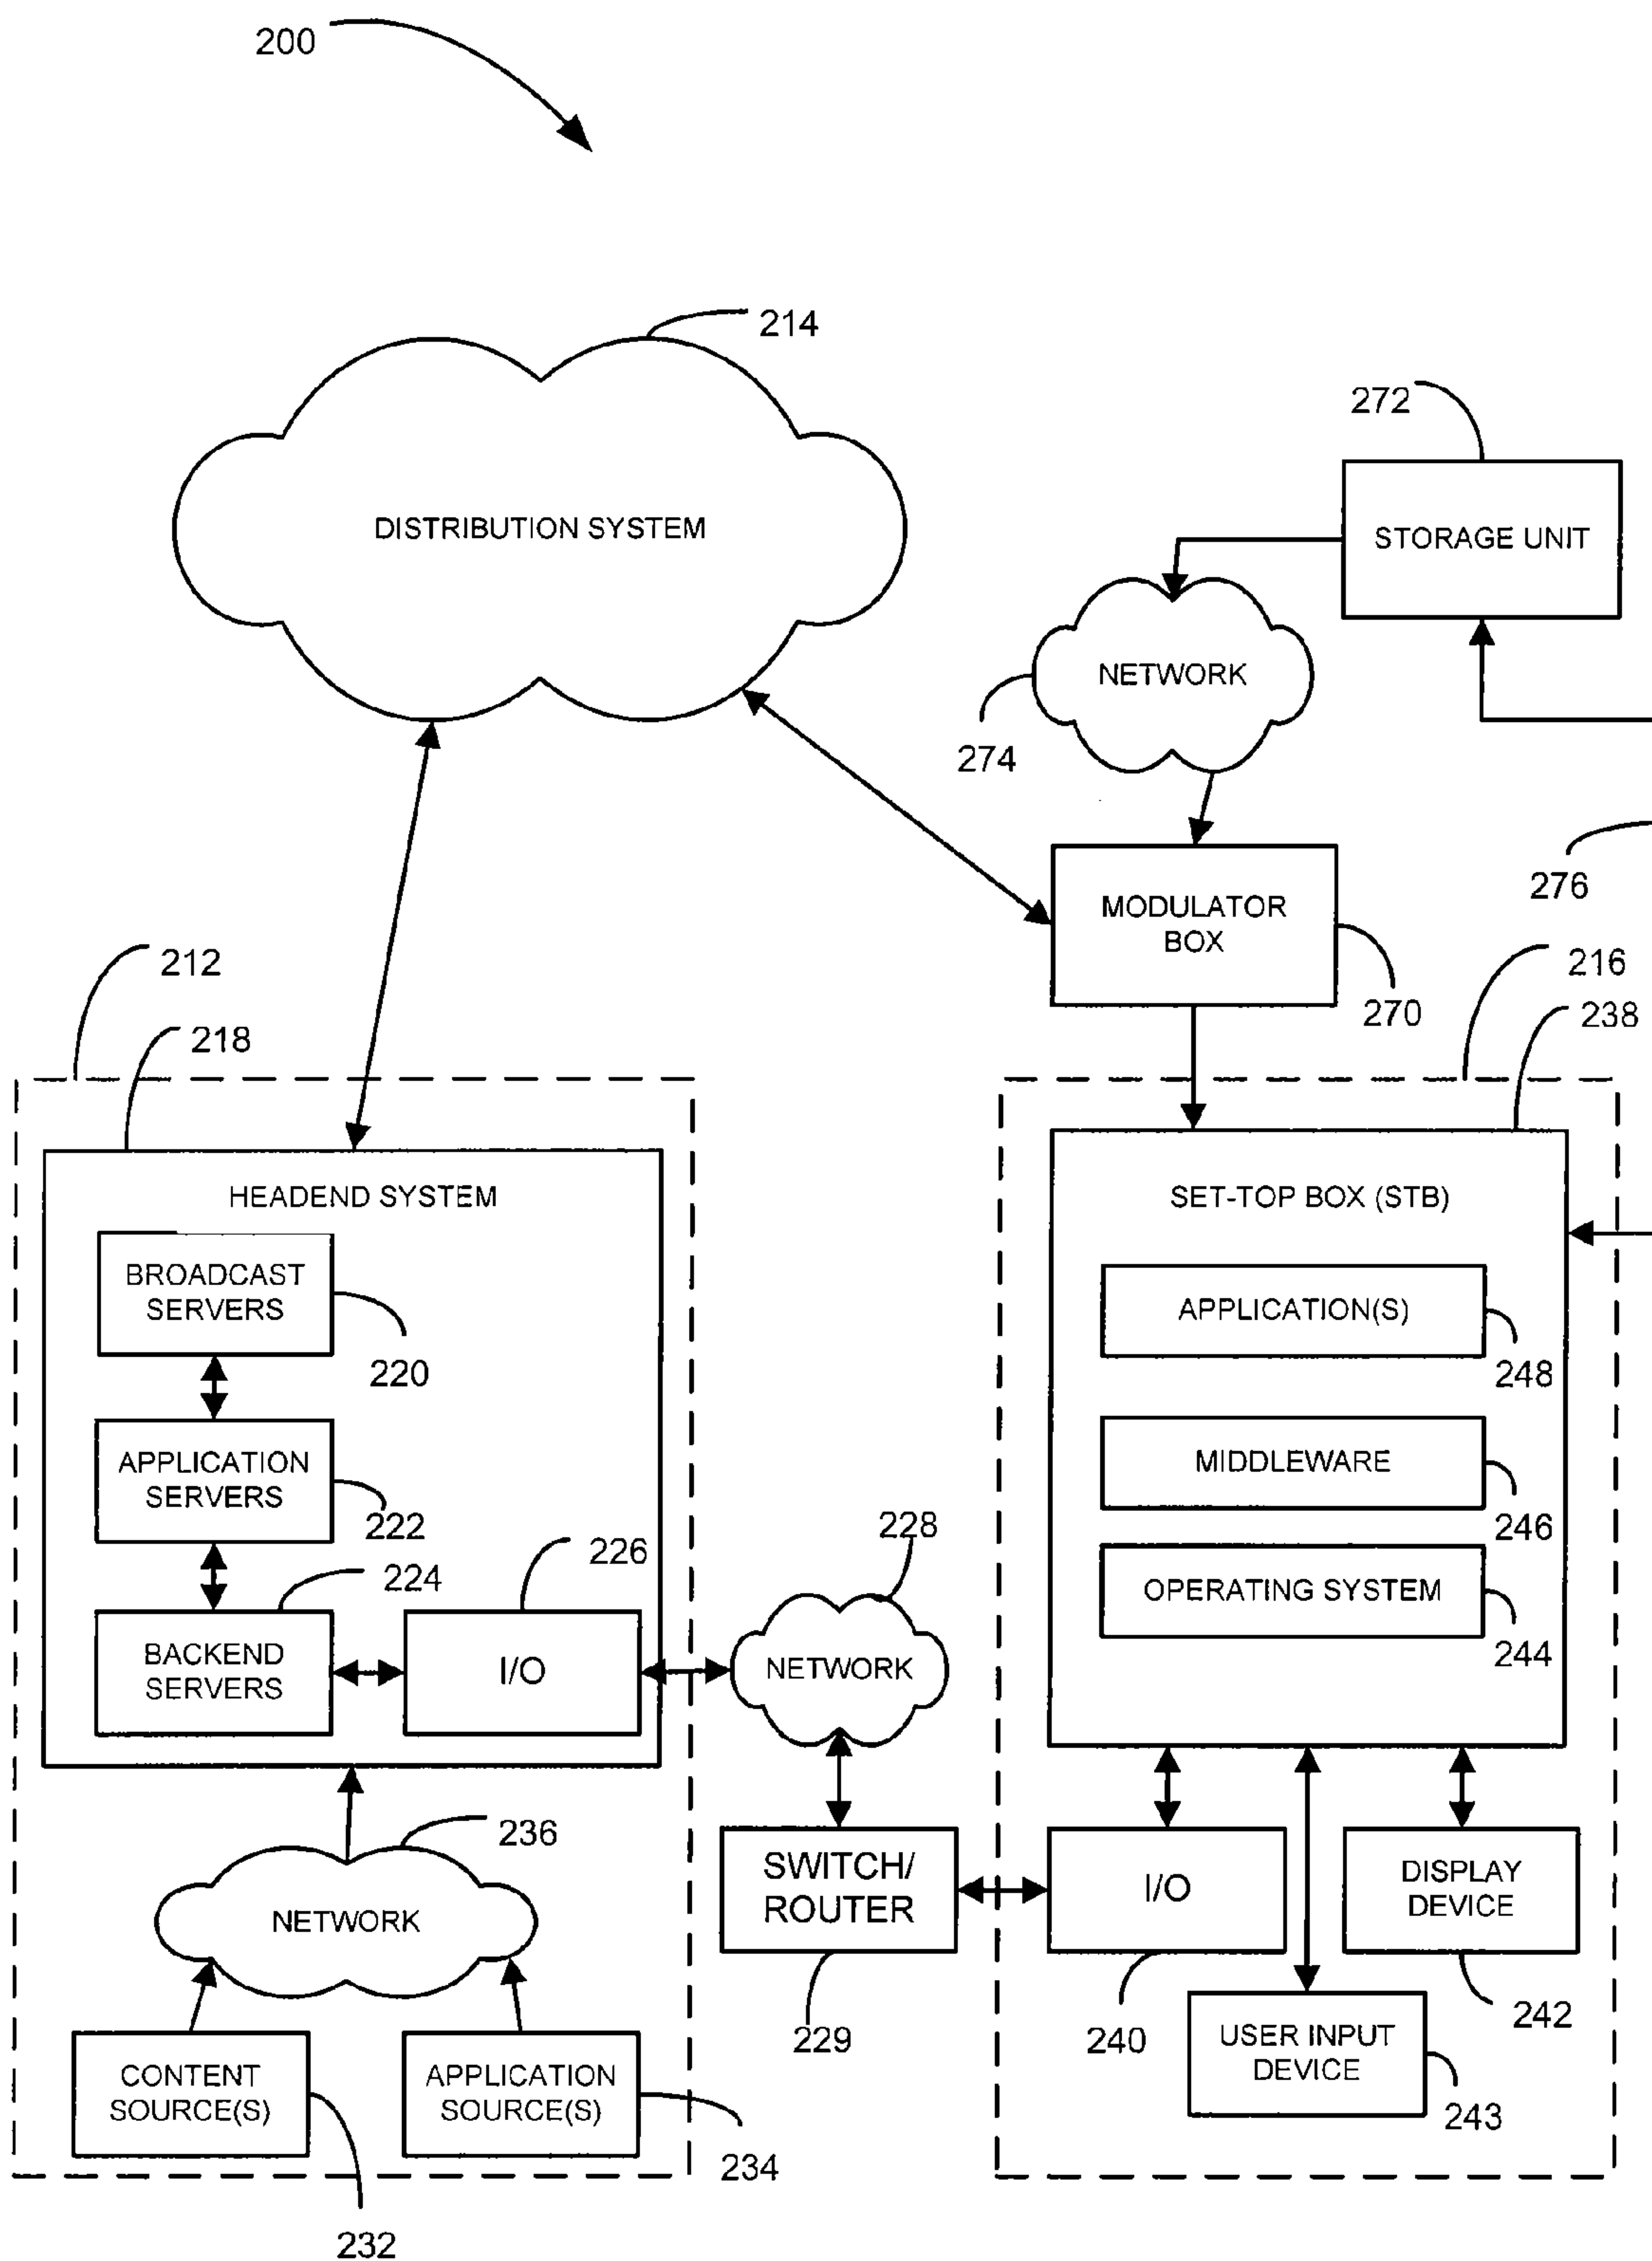 200
214
DISTRIBUTION SYSTEM
272
STORAGE UNIT
NETWORK
274
276
MODULATOR
BOX
270
212
218
216
238
HEADEND SYSTEM
BROADCAST
SERVERS
220
APPLICATION
SERVERS
222
224
226
BACKEND
SERVERS
I/O
228
NETWORK
SET-TOP BOX (STB)
APPLICATION(S)
248
MIDDLEWARE
246
OPERATING SYSTEM
244
236
NETWORK
SWITCH/
ROUTER
229
I/O
240
DISPLAY
DEVICE
242
USER INPUT
DEVICE
243
CONTENT
SOURCE(S)
232
APPLICATION
SOURCE(S)
234